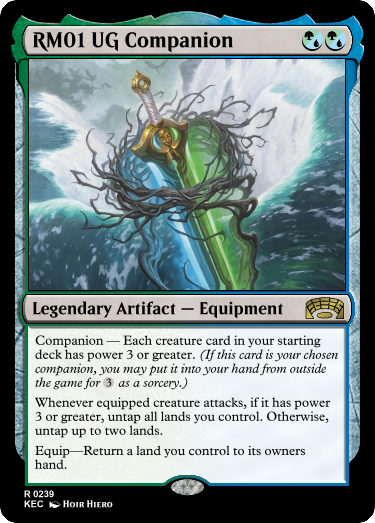 RM01 UG Companion
Legendary Artifact — Equipment
Companion — Each creature card in your starting
deck has power 3 or greater. (If this card is your chosen
companion, you may put it into your hand from outside
the game for 3 as a sorcery.)
Whenever equipped creature attacks, if it has power
3 or greater, untap all lands you control. Otherwise,
untap up to two lands.
Equip—Return a land you control to its owners
hand.
R 0239
KEC Hoir Hiero